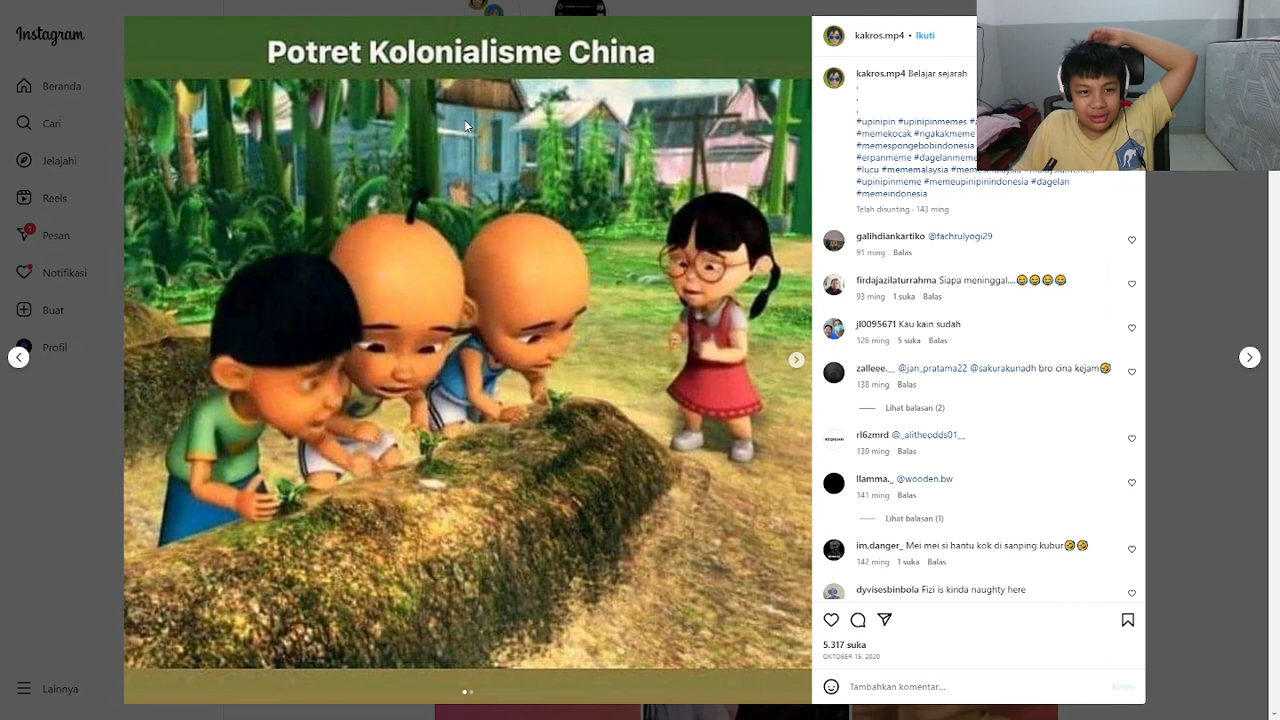 Instagram
Beranda
Cari
Jelajahi
Reels
Pesan
1
Notifikasi
Buat
Profil
Lainnya
Potret Kolonialisme China
kakros.mp4 • Ikuti
kakros.mp4 Belajar sejarah
.
.
.
#upinipin #upinipinmemes
#memekocak #ngakakmeme
#memespongebobindonesia
#erpanmeme #dagelanmeme
#lucu #mememalaysia
#upinipinmeme #memeupinipinindonesia #dagelan
#memeindonesia
Telah disunting · 143 ming
galihdiankartiko @fachrulyogi29
91 ming Balas
firdajazilaturrahma Siapa meninggal....😂😂😂😂
93 ming 1 suka Balas
jl0095671 Kau kain sudah
126 ming 5 suka Balas
zalleee.__ @jan_pratama22 @sakurakunadh bro cina kejam🤣
138 ming Balas
Lihat balasan (2)
rl6zmrd @_alitheodds01__
139 ming Balas
llamma._ @wooden.bw
141 ming Balas
Lihat balasan (1)
im.danger_ Mei mei si hantu kok di sanping kubur🤣🤣
142 ming 1 suka Balas
dyvisesbinbola Fizi is kinda naughty here
5.317 suka
OKTOBER 15, 2020
Tambahkan komentar...
Kirim